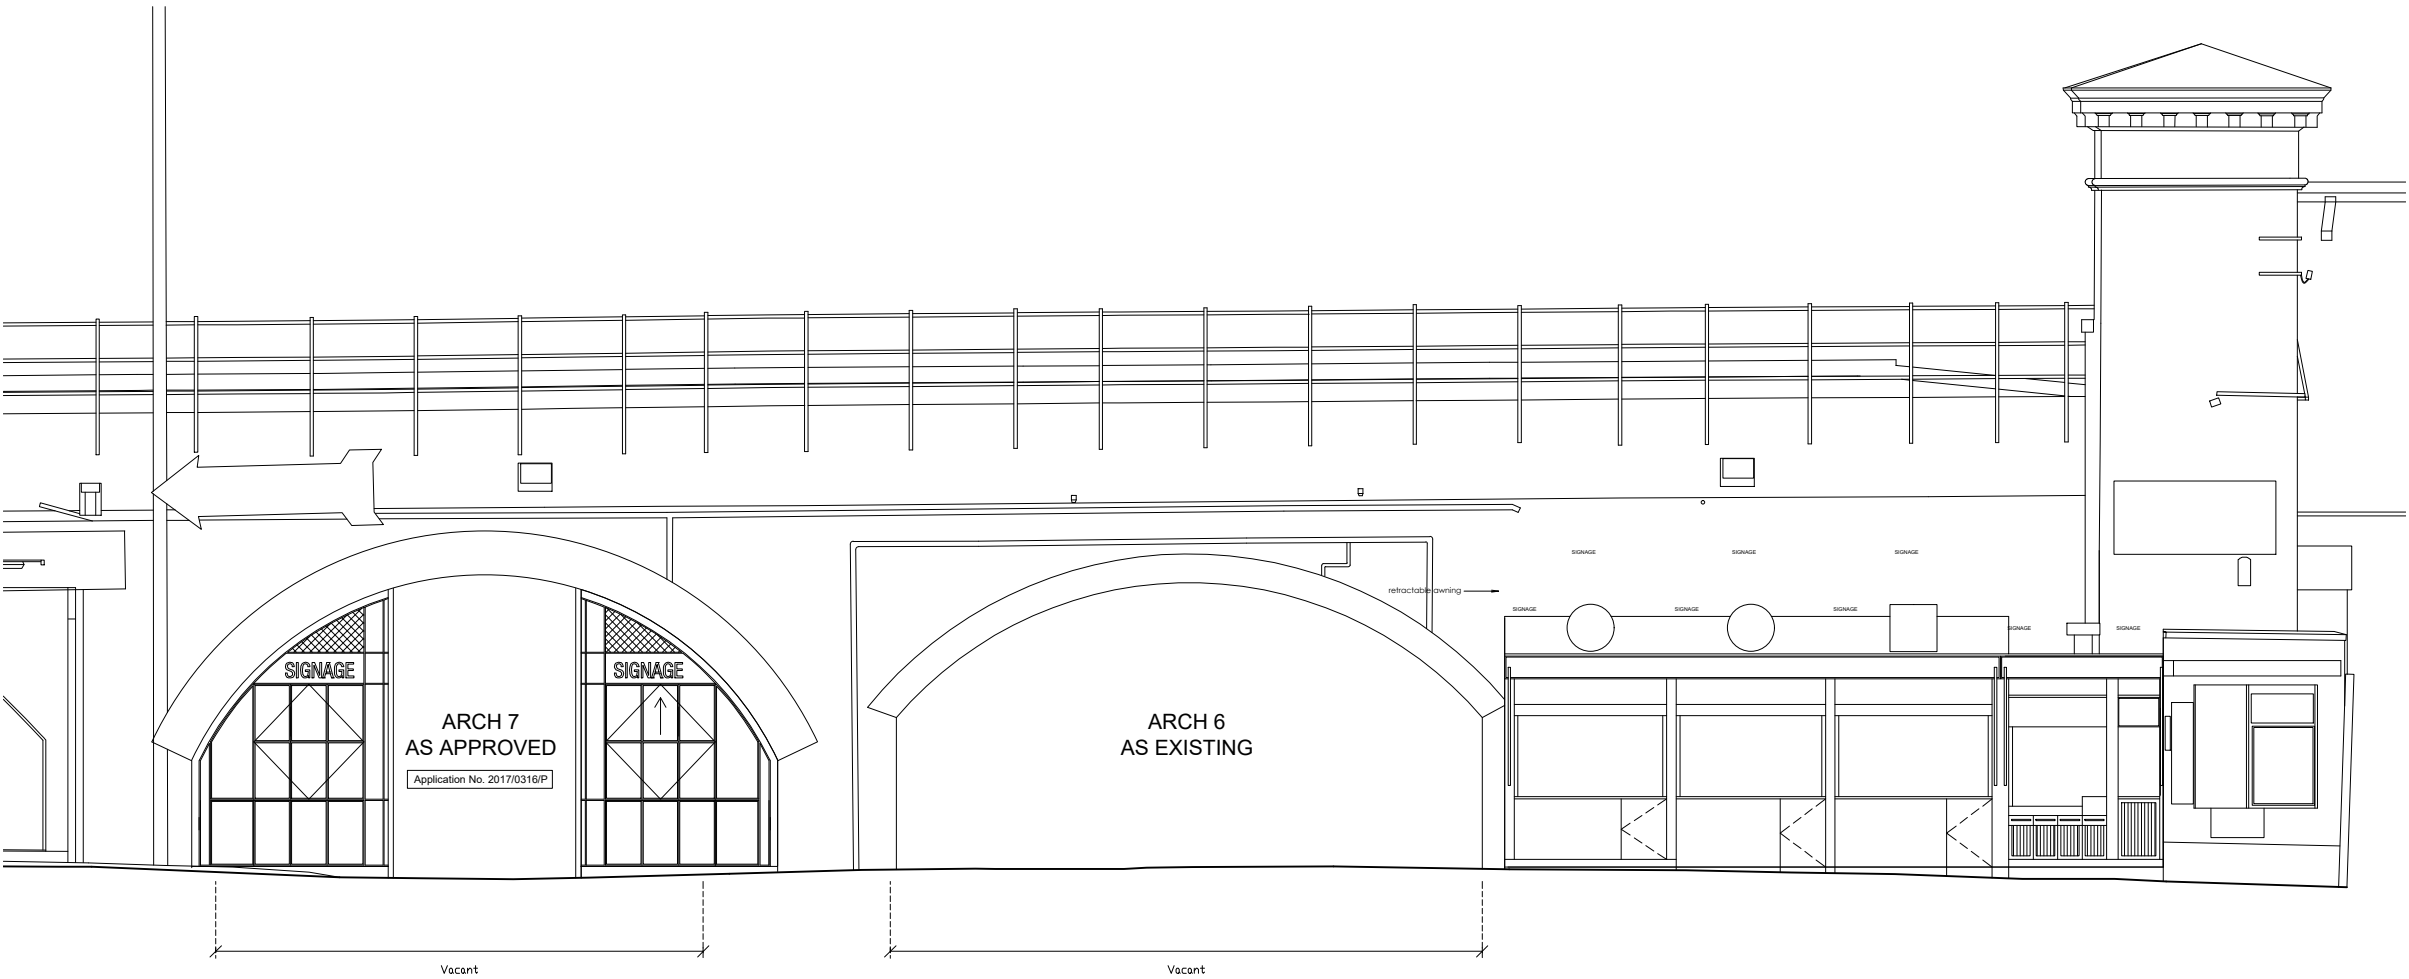 SIGNAGE
SIGNAGE
SIGNAGE
retractable awning
SIGNAGE
SIGNAGE
SIGNAGE
SIGNAGE
SIGNAGE
SIGNAGE
SIGNAGE
ARCH 7
AS APPROVED
Application No. 2017/0316/P
ARCH 6
AS EXISTING
Vacant
Vacant